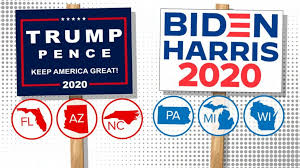 TRUMP
PENCE
KEEP AMERICA GREAT!
2020
BIDEN
HARRIS
2020
FL
AZ
NC
PA
MI
WI